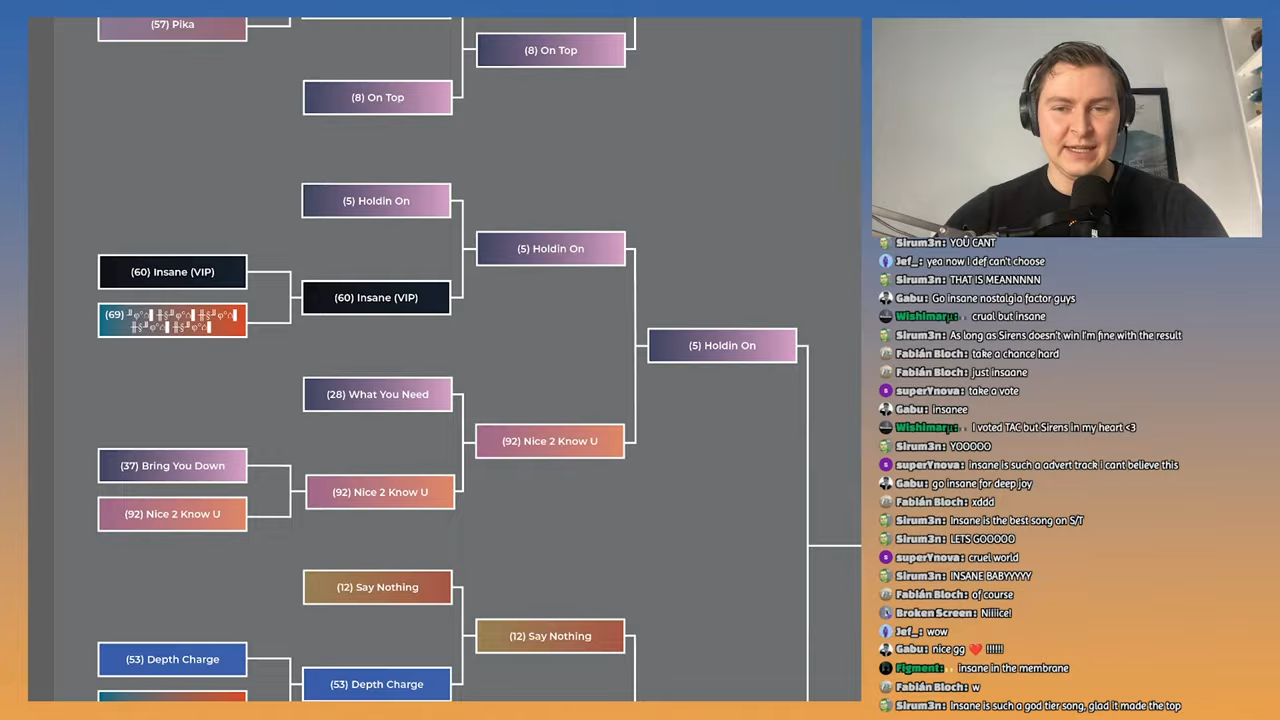 (57) Pika
(8) On Top
(8) On Top
(5) Holdin On
(5) Holdin On
(60) Insane (VIP)
(60) Insane (VIP)
(69)
(5) Holdin On
(28) What You Need
(92) Nice 2 Know U
(37) Bring You Down
(92) Nice 2 Know U
(92) Nice 2 Know U
(12) Say Nothing
(12) Say Nothing
(53) Depth Charge
(53) Depth Charge
Sirum3n: YOU CANT
Jef_: yea now I def can't choose
Sirum3n: THAT IS MEANNNNN
Gabu: Go insane nostalgia factor guys
crual but insane
Sirum3n: As long as Sirens doesn't win I'm fine with the result
Fabián Bloch: take a chance hard
Fabián Bloch: just insaane
superYnova: take a vote
Gabu: insanee
I voted TAC but Sirens in my heart <3
Sirum3n: YOOOOO
superYnova: insane is such a advert track i cant believe this
Gabu: go insane for deep joy
Fabián Bloch: xddd
Sirum3n: Insane is the best song on S/T
Sirum3n: LETS GOOOOO
superYnova: cruel world
Sirum3n: INSANE BABYYYYY
Fabián Bloch: of course
Broken Screen: Niiiice!
Jef_: wow
Gabu: nice gg ❤️ !!!!!!
Figment: insane in the membrane
Fabián Bloch: w
Sirum3n: Insane is such a god tier song, glad it made the top